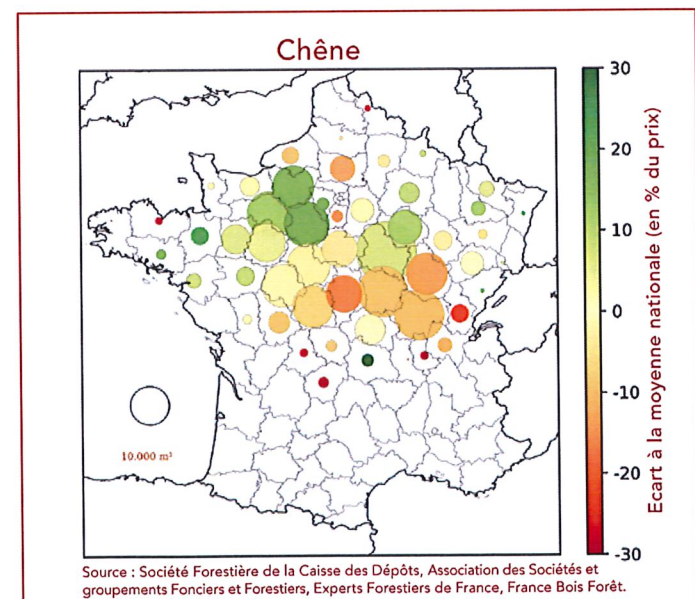 Chêne
30
20
10
0
-10
-20
-30
Ecart à la moyenne nationale (en % du prix)
10.000 m³
Source : Société Forestière de la Caisse des Dépôts, Association des Sociétés et
groupements Fonciers et Forestiers, Experts Forestiers de France, France Bois Forêt.